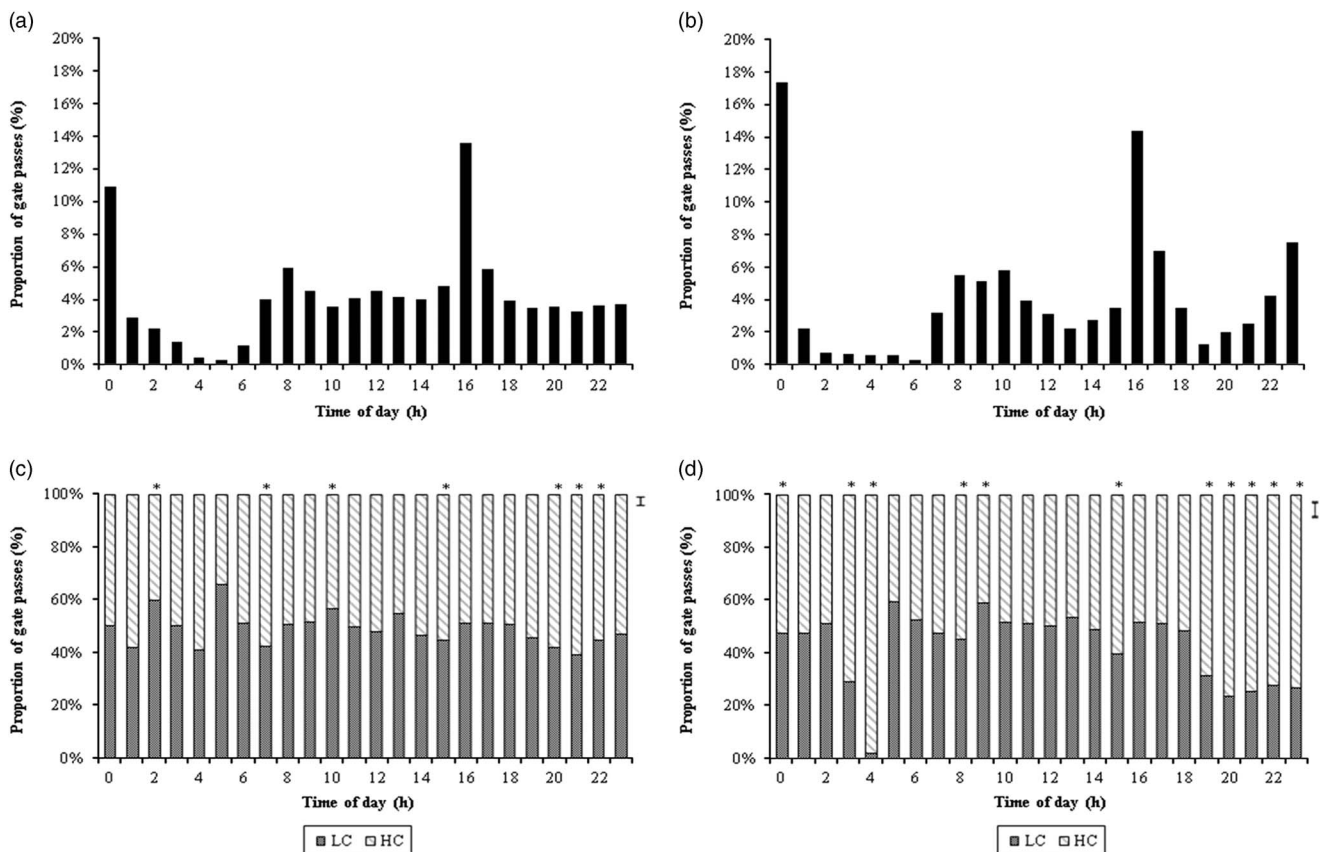 (a)
20%
18%
16%
14%
12%
10%
8%
6%
4%
2%
0%
Proportion of gate passes (%)
0 2 4 6 8 10 12 14 16 18 20 22
Time of day (h)
(b)
20%
18%
16%
14%
12%
10%
8%
6%
4%
2%
0%
Proportion of gate passes (%)
0 2 4 6 8 10 12 14 16 18 20 22
Time of day (h)
(c)
* * * * * * *
100%
80%
60%
40%
20%
0%
Proportion of gate passes (%)
0 2 4 6 8 10 12 14 16 18 20 22
Time of day (h)
LC HC
(d)
* * * * * * * * * * *
100%
80%
60%
40%
20%
0%
Proportion of gate passes (%)
0 2 4 6 8 10 12 14 16 18 20 22
Time of day (h)
LC HC